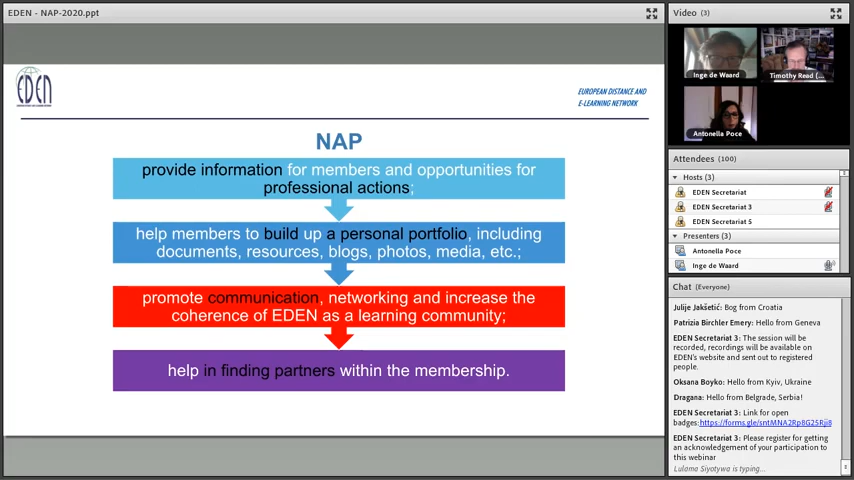 EDEN - NAP-2020.ppt
EDEN
EUROPEAN DISTANCE AND
E-LEARNING NETWORK
NAP
provide information for members and opportunities for
professional actions;
help members to build up a personal portfolio, including
documents, resources, blogs, photos, media, etc.;
promote communication, networking and increase the
coherence of EDEN as a learning community;
help in finding partners within the membership.
Video (3)
Inge de Waard
Timothy Read (...
Antonella Poce
Attendees (100)
Hosts (3)
EDEN Secretariat
EDEN Secretariat 3
EDEN Secretariat 5
Presenters (3)
Antonella Poce
Inge de Waard
Chat (Everyone)
Julije Jakšetić: Bog from Croatia
Patrizia Birchler Emery: Hello from Geneva
EDEN Secretariat 3: The session will be
recorded, recordings will be available on
EDEN's website and sent out to registered
people.
Oksana Boyko: Hello from Kyiv, Ukraine
Dragana: Hello from Belgrade, Serbia!
EDEN Secretariat 3: Link for open
badges:https://forms.gle/sntMNA2Rp8G25Rji8
EDEN Secretariat 3: Please register for getting
an acknowledgement of your participation to
this webinar
Lulama Siyotywa is typing...